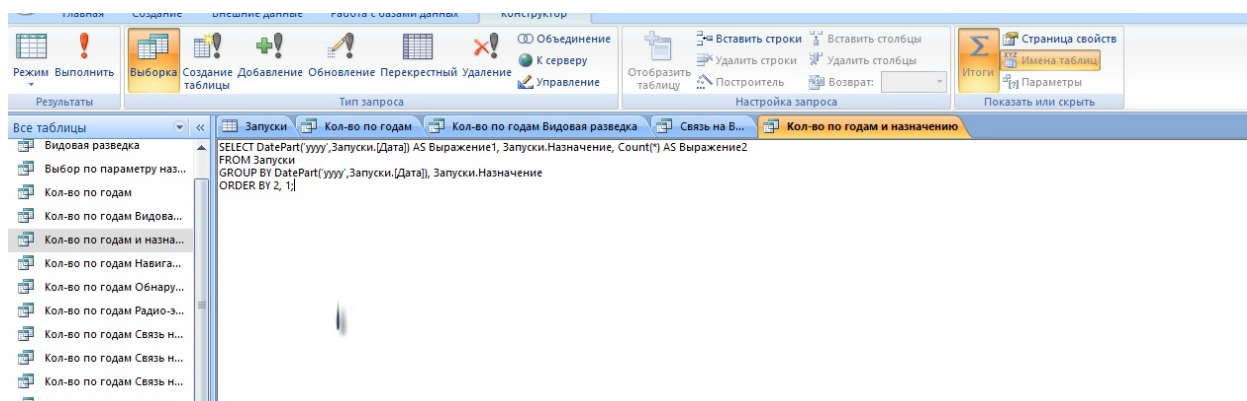 Главная Создание Внешние данные Работа с базами данных Конструктор
Режим Выполнить Выборка Создание таблицы Добавление Обновление Перекрестный Удаление
Объединение
К серверу
Управление
Отобразить таблицу
Вставить строки
Удалить строки
Построитель
Вставить столбцы
Удалить столбцы
Возврат:
Итоги
Страница свойств
Имена таблиц
Параметры
Результаты Тип запроса Настройка запроса Показать или скрыть
Все таблицы «
Запуски Кол-во по годам Кол-во по годам Видовая разведка Связь на В... Кол-во по годам и назначению
Видовая разведка
Выбор по параметру наз...
Кол-во по годам
Кол-во по годам Видова...
Кол-во по годам и назна...
Кол-во по годам Навига...
Кол-во по годам Обнару...
Кол-во по годам Радио-э...
Кол-во по годам Связь н...
Кол-во по годам Связь н...
Кол-во по годам Связь н...
SELECT DatePart('yyyy',Запуски.[Дата]) AS Выражение1, Запуски.Назначение, Count(*) AS Выражение2
FROM Запуски
GROUP BY DatePart('yyyy',Запуски.[Дата]), Запуски.Назначение
ORDER BY 2, 1;